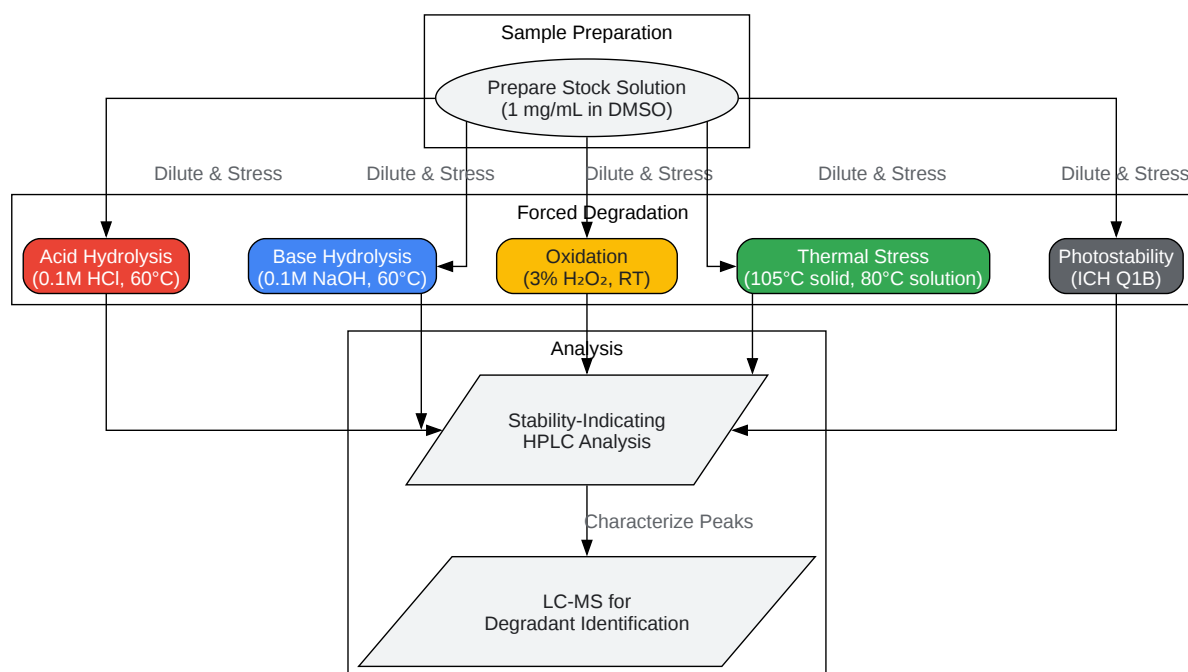 Sample Preparation
Prepare Stock Solution
(1 mg/mL in DMSO)
Dilute & Stress
Dilute & Stress
Dilute & Stress
Dilute & Stress
Dilute & Stress
Forced Degradation
Acid Hydrolysis
(0.1M HCl, 60°C)
Base Hydrolysis
(0.1M NaOH, 60°C)
Oxidation
(3% H₂O₂, RT)
Thermal Stress
(105°C solid, 80°C solution)
Photostability
(ICH Q1B)
Analysis
Stability-Indicating
HPLC Analysis
Characterize Peaks
LC-MS for
Degradant Identification